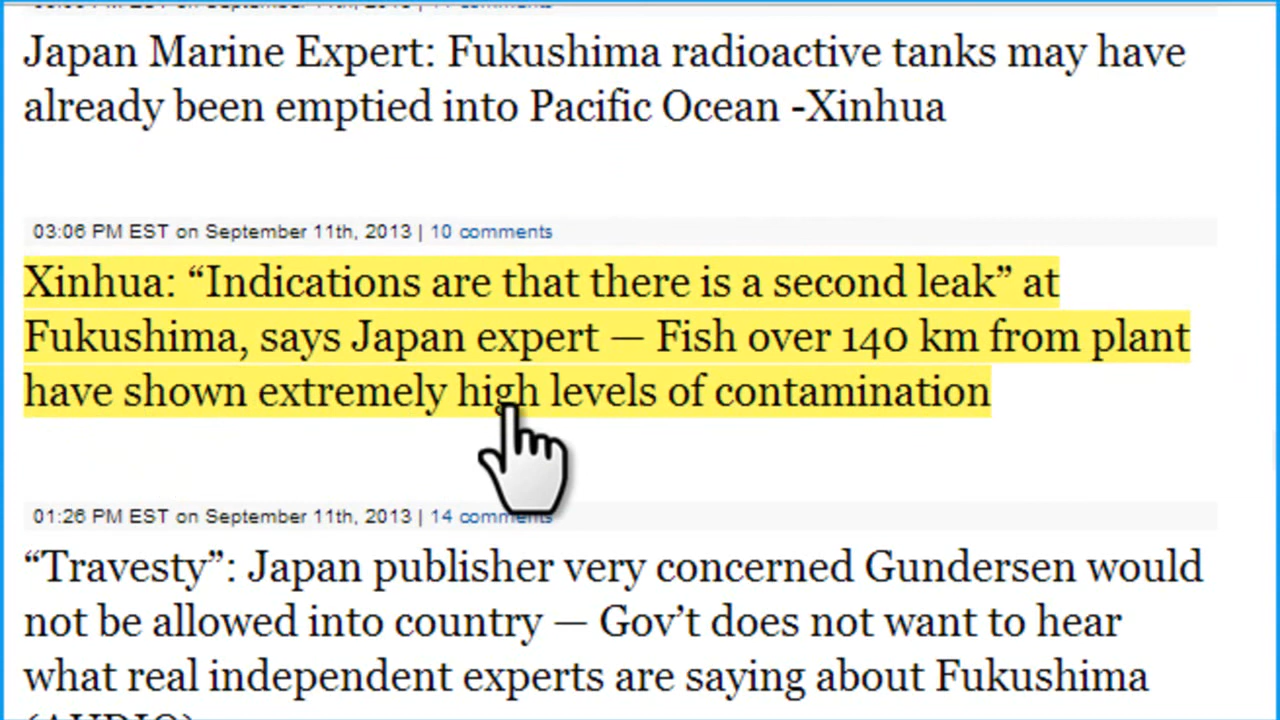 Japan Marine Expert: Fukushima radioactive tanks may have
already been emptied into Pacific Ocean -Xinhua
03:06 PM EST on September 11th, 2013 | 10 comments
Xinhua: “Indications are that there is a second leak” at
Fukushima, says Japan expert — Fish over 140 km from plant
have shown extremely high levels of contamination
01:26 PM EST on September 11th, 2013 | 14 comments
“Travesty”: Japan publisher very concerned Gundersen would
not be allowed into country — Gov’t does not want to hear
what real independent experts are saying about Fukushima
(AUDIO)